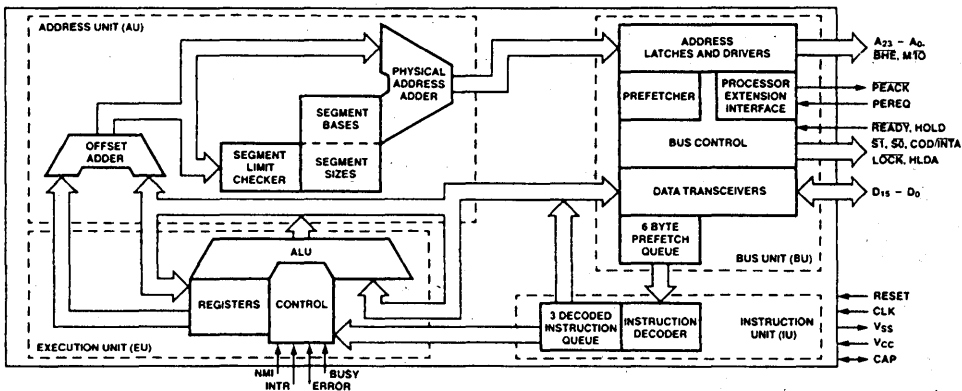 ADDRESS UNIT (AU)
OFFSET
ADDER
SEGMENT
LIMIT
CHECKER
SEGMENT
BASES
SEGMENT
SIZES
PHYSICAL
ADDRESS
ADDER
ADDRESS
LATCHES AND DRIVERS
PREFETCHER
PROCESSOR
EXTENSION
INTERFACE
BUS CONTROL
DATA TRANSCEIVERS
6 BYTE
PREFETCH
QUEUE
BUS UNIT (BU)
A23 – A0,
BHE, M/IO
PEACK
PEREQ
READY, HOLD
S1, S0, COD/INTA
LOCK, HLDA
D15 – D0
ALU
REGISTERS
CONTROL
EXECUTION UNIT (EU)
NMI
INTR
ERROR
BUSY
3 DECODED
INSTRUCTION
QUEUE
INSTRUCTION
DECODER
INSTRUCTION
UNIT (IU)
RESET
CLK
VSS
VCC
CAP